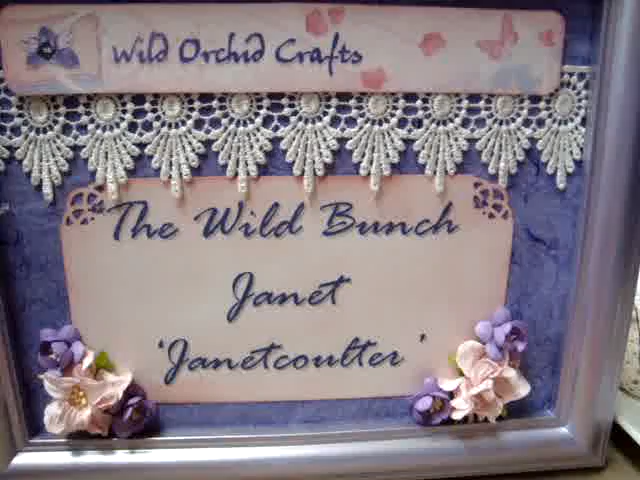 Wild Orchid Crafts
The Wild Bunch
Janet
'Janetcoulter'